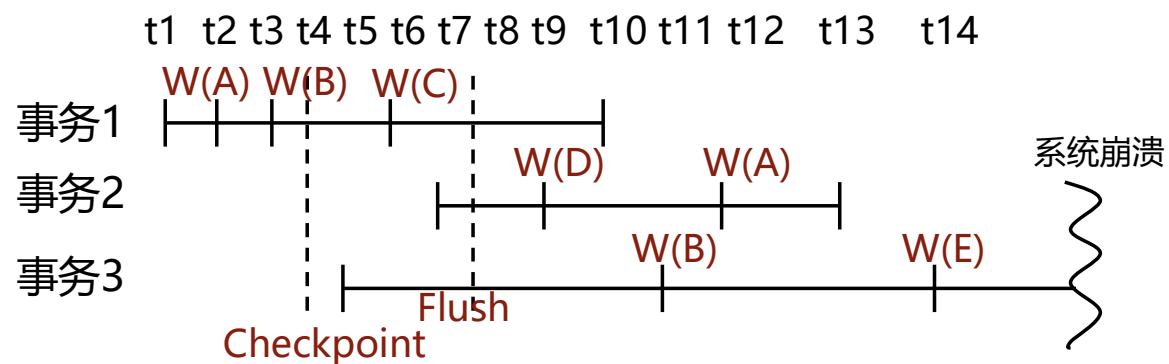 t1 t2 t3 t4 t5 t6 t7 t8 t9 t10 t11 t12 t13 t14
W(A) W(B) W(C)
事务1
系统崩溃
W(D) W(A)
事务2
W(B) W(E)
事务3
Flush
Checkpoint